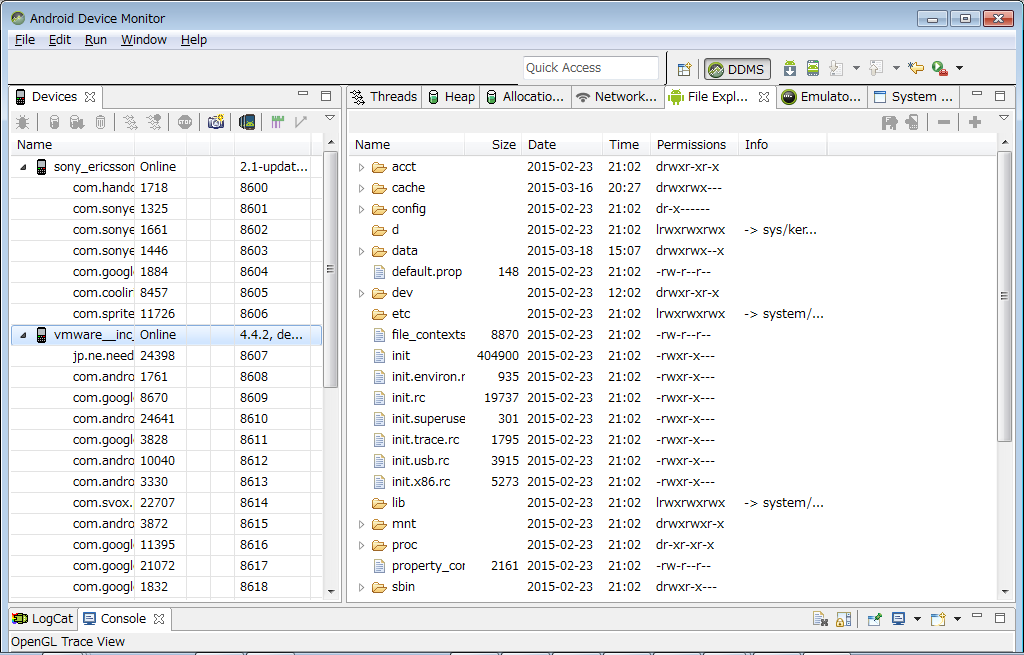 Android Device Monitor
File Edit Run Window Help
Quick Access DDMS
Devices
Name
sony_ericsson Online 2.1-updat...
com.hando 1718 8600
com.sonye 1325 8601
com.sonye 1661 8602
com.sonye 1446 8603
com.googl 1884 8604
com.coolir 8457 8605
com.sprite 11726 8606
vmware__inc_ Online 4.4.2, de...
jp.ne.need 24398 8607
com.andro 1761 8608
com.googl 8670 8609
com.andro 24641 8610
com.googl 3828 8611
com.andro 10040 8612
com.andro 3330 8613
com.svox. 22707 8614
com.andro 3872 8615
com.googl 11395 8616
com.googl 21072 8617
com.googl 1832 8618
Threads Heap Allocatio... Network... File Expl... Emulato... System ...
Name Size Date Time Permissions Info
acct 2015-02-23 21:02 drwxr-xr-x
cache 2015-03-16 20:27 drwxrwx---
config 2015-02-23 21:02 dr-x------
d 2015-02-23 21:02 lrwxrwxrwx -> sys/ker...
data 2015-03-18 15:07 drwxrwx--x
default.prop 148 2015-02-23 21:02 -rw-r--r--
dev 2015-02-23 12:02 drwxr-xr-x
etc 2015-02-23 21:02 lrwxrwxrwx -> system/...
file_contexts 8870 2015-02-23 21:02 -rw-r--r--
init 404900 2015-02-23 21:02 -rwxr-x---
init.environ.r 935 2015-02-23 21:02 -rwxr-x---
init.rc 19737 2015-02-23 21:02 -rwxr-x---
init.superuse 301 2015-02-23 21:02 -rwxr-x---
init.trace.rc 1795 2015-02-23 21:02 -rwxr-x---
init.usb.rc 3915 2015-02-23 21:02 -rwxr-x---
init.x86.rc 5273 2015-02-23 21:02 -rwxr-x---
lib 2015-02-23 21:02 lrwxrwxrwx -> system/...
mnt 2015-02-23 21:02 drwxrwxr-x
proc 2015-02-23 21:02 dr-xr-xr-x
property_cor 2161 2015-02-23 21:02 -rw-r--r--
sbin 2015-02-23 21:02 drwxr-x---
LogCat Console
OpenGL Trace View